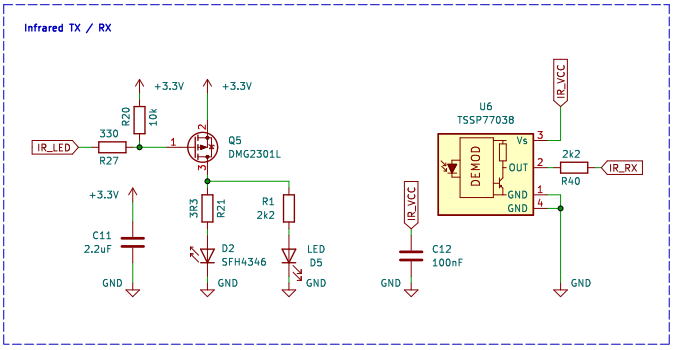 Infrared TX / RX
+3.3V
+3.3V
R20
10k
IR_LED
330
R27
1
2
3
Q5
DMG2301L
+3.3V
C11
2.2uF
GND
3R3
R21
D2
SFH4346
GND
R1
2k2
LED
D5
GND
IR_VCC
C12
100nF
GND
U6
TSSP77038
IR_VCC
DEMOD
Vs
3
OUT
2
GND
1
GND
4
2k2
R40
IR_RX
GND